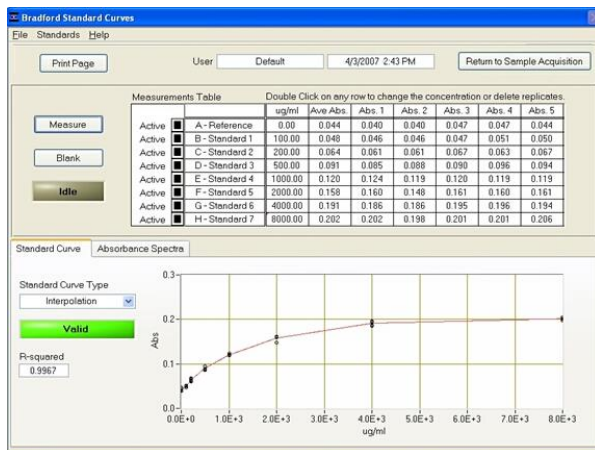 Bradford Standard Curves
File Standards Help
Print Page User Default 4/3/2007 2:43 PM Return to Sample Acquisition
Measurements Table Double Click on any row to change the concentration or delete replicates.
ug/ml Ave Abs. Abs. 1 Abs. 2 Abs. 3 Abs. 4 Abs. 5
Active A - Reference 0.00 0.044 0.040 0.040 0.047 0.047 0.044
Active B - Standard 1 100.00 0.048 0.046 0.046 0.047 0.051 0.050
Active C - Standard 2 200.00 0.064 0.061 0.061 0.067 0.063 0.067
Active D - Standard 3 500.00 0.091 0.085 0.088 0.090 0.096 0.094
Active E - Standard 4 1000.00 0.120 0.124 0.119 0.120 0.119 0.119
Active F - Standard 5 2000.00 0.158 0.160 0.148 0.161 0.160 0.161
Active G - Standard 6 4000.00 0.191 0.186 0.186 0.195 0.196 0.194
Active H - Standard 7 8000.00 0.202 0.202 0.198 0.201 0.201 0.206
Measure
Blank
Idle
Standard Curve Absorbance Spectra
Standard Curve Type
Interpolation
Valid
R-squared
0.9967
Abs
0.3
0.2
0.1
0.0
0.0E+0 1.0E+3 2.0E+3 3.0E+3 4.0E+3 5.0E+3 6.0E+3 7.0E+3 8.0E+3
ug/ml